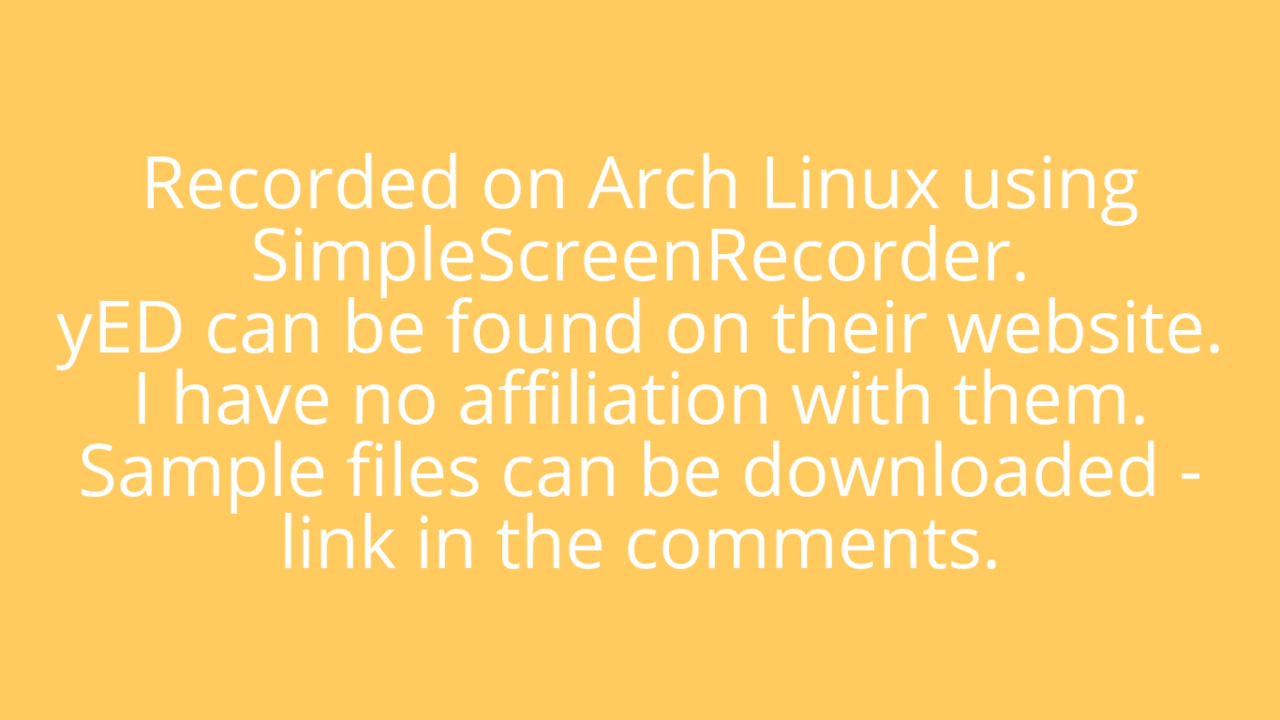 Recorded on Arch Linux using
SimpleScreenRecorder.
yED can be found on their website.
I have no affiliation with them.
Sample files can be downloaded -
link in the comments.